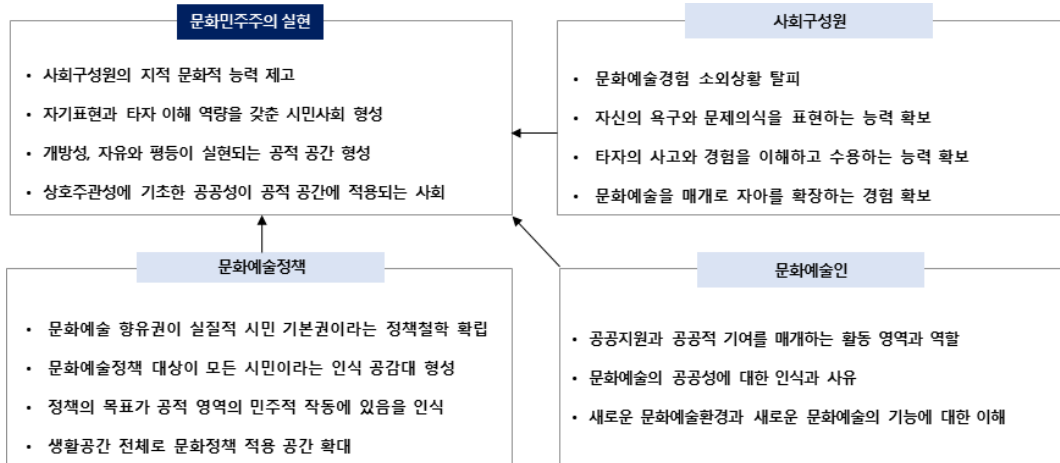 문화민주주의 실현
• 사회구성원의 지적 문화적 능력 제고
• 자기표현과 타자 이해 역량을 갖춘 시민사회 형성
• 개방성, 자유와 평등이 실현되는 공적 공간 형성
• 상호주관성에 기초한 공공성이 공적 공간에 적용되는 사회
사회구성원
• 문화예술경험 소외상황 탈피
• 자신의 욕구와 문제의식을 표현하는 능력 확보
• 타자의 사고와 경험을 이해하고 수용하는 능력 확보
• 문화예술을 매개로 자아를 확장하는 경험 확보
문화예술정책
• 문화예술 향유권이 실질적 시민 기본권이라는 정책철학 확립
• 문화예술정책 대상이 모든 시민이라는 인식 공감대 형성
• 정책의 목표가 공적 영역의 민주적 작동에 있음을 인식
• 생활공간 전체로 문화정책 적용 공간 확대
문화예술인
• 공공지원과 공공적 기여를 매개하는 활동 영역과 역할
• 문화예술의 공공성에 대한 인식과 사유
• 새로운 문화예술환경과 새로운 문화예술의 기능에 대한 이해